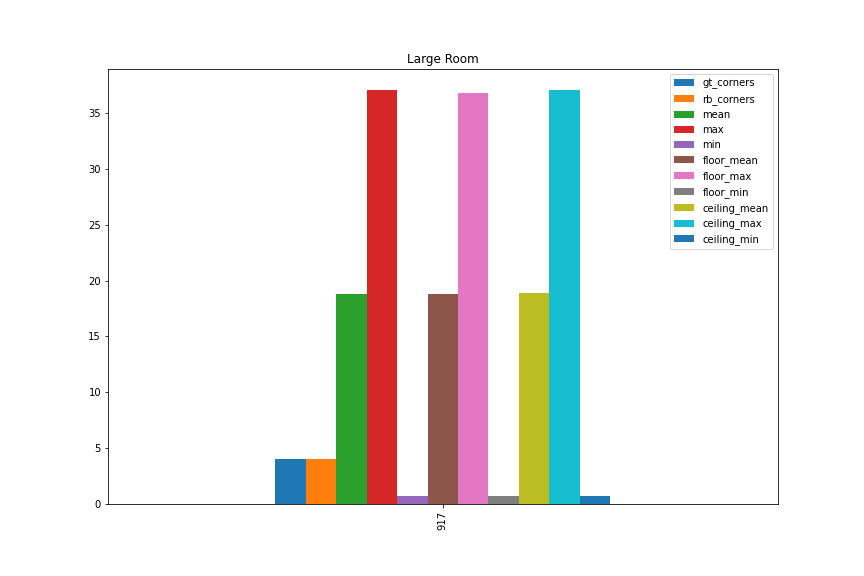 Large Room
gt_corners
rb_corners
mean
max
min
floor_mean
floor_max
floor_min
ceiling_mean
ceiling_max
ceiling_min
35
30
25
20
15
10
5
0
917